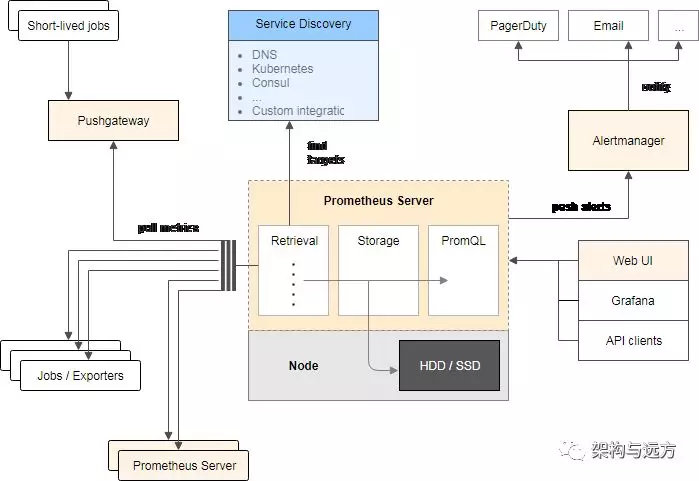 Short-lived jobs
Pushgateway
Service Discovery
DNS
Kubernetes
Consul
...
Custom integratic
PagerDuty
Email
...
notify
Alertmanager
find
targets
Prometheus Server
push alerts
pull metrics
Retrieval
Storage
PromQL
Web UI
Grafana
API clients
Node
HDD / SSD
Jobs / Exporters
Prometheus Server
架构与远方